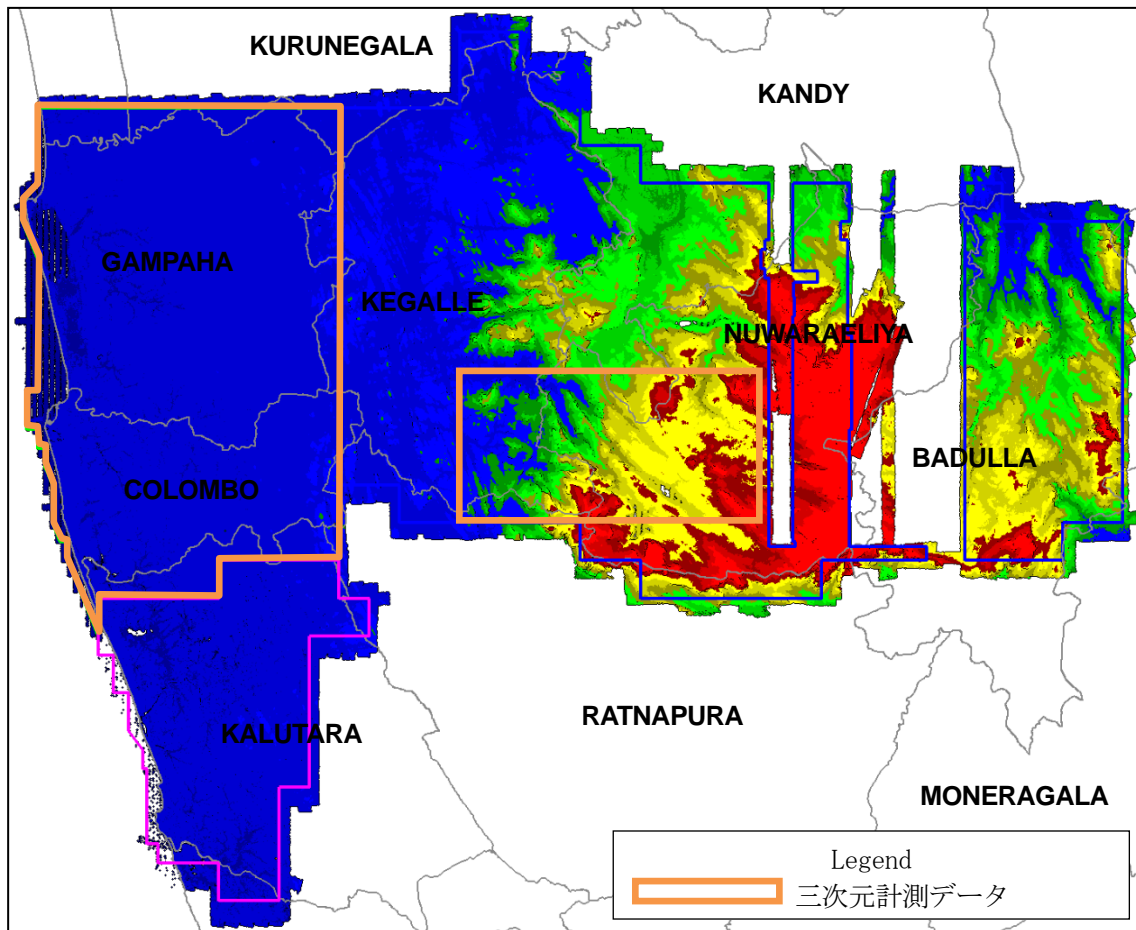 KURUNEGALA
KANDY
GAMPAHA
KEGALLE
NUWARAELIYA
BADULLA
COLOMBO
RATNAPURA
KALUTARA
MONERAGALA
Legend
三次元計測データ